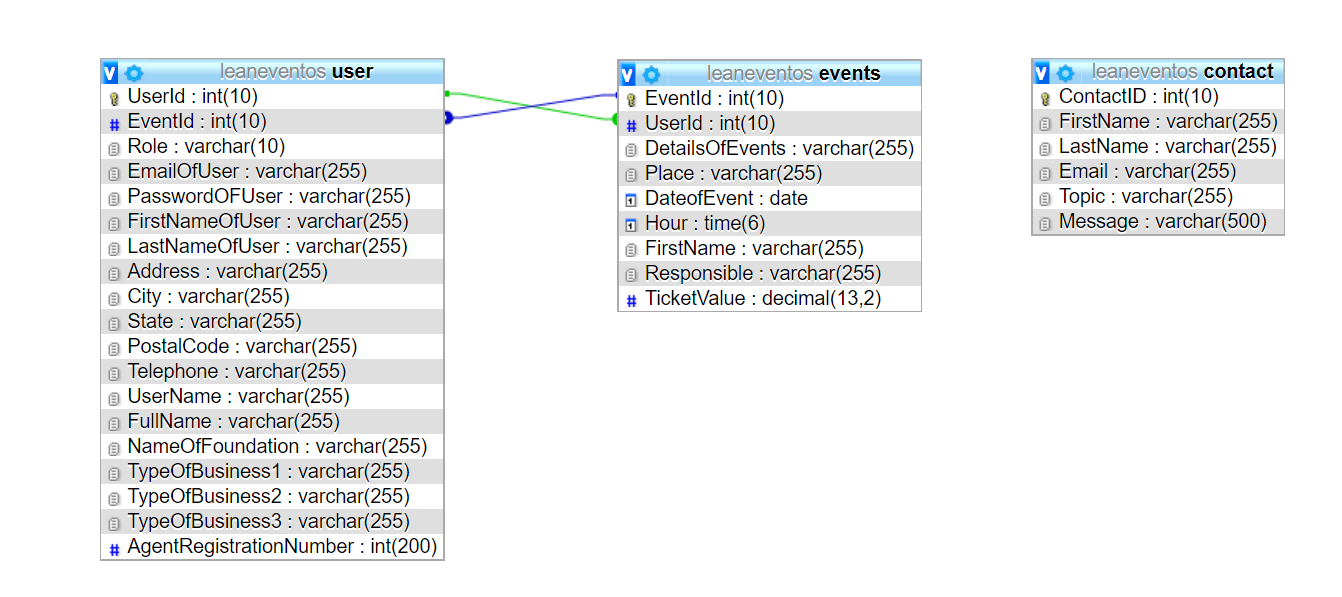 leaneventos user
UserId : int(10)
EventId : int(10)
Role : varchar(10)
EmailOfUser : varchar(255)
PasswordOFUser : varchar(255)
FirstNameOfUser : varchar(255)
LastNameOfUser : varchar(255)
Address : varchar(255)
City : varchar(255)
State : varchar(255)
PostalCode : varchar(255)
Telephone : varchar(255)
UserName : varchar(255)
FullName : varchar(255)
NameOfFoundation : varchar(255)
TypeOfBusiness1 : varchar(255)
TypeOfBusiness2 : varchar(255)
TypeOfBusiness3 : varchar(255)
# AgentRegistrationNumber : int(200)
leaneventos events
EventId : int(10)
# UserId : int(10)
DetailsOfEvents : varchar(255)
Place : varchar(255)
DateofEvent : date
Hour : time(6)
FirstName : varchar(255)
Responsible : varchar(255)
# TicketValue : decimal(13,2)
leaneventos contact
ContactID : int(10)
FirstName : varchar(255)
LastName : varchar(255)
Email : varchar(255)
Topic : varchar(255)
Message : varchar(500)